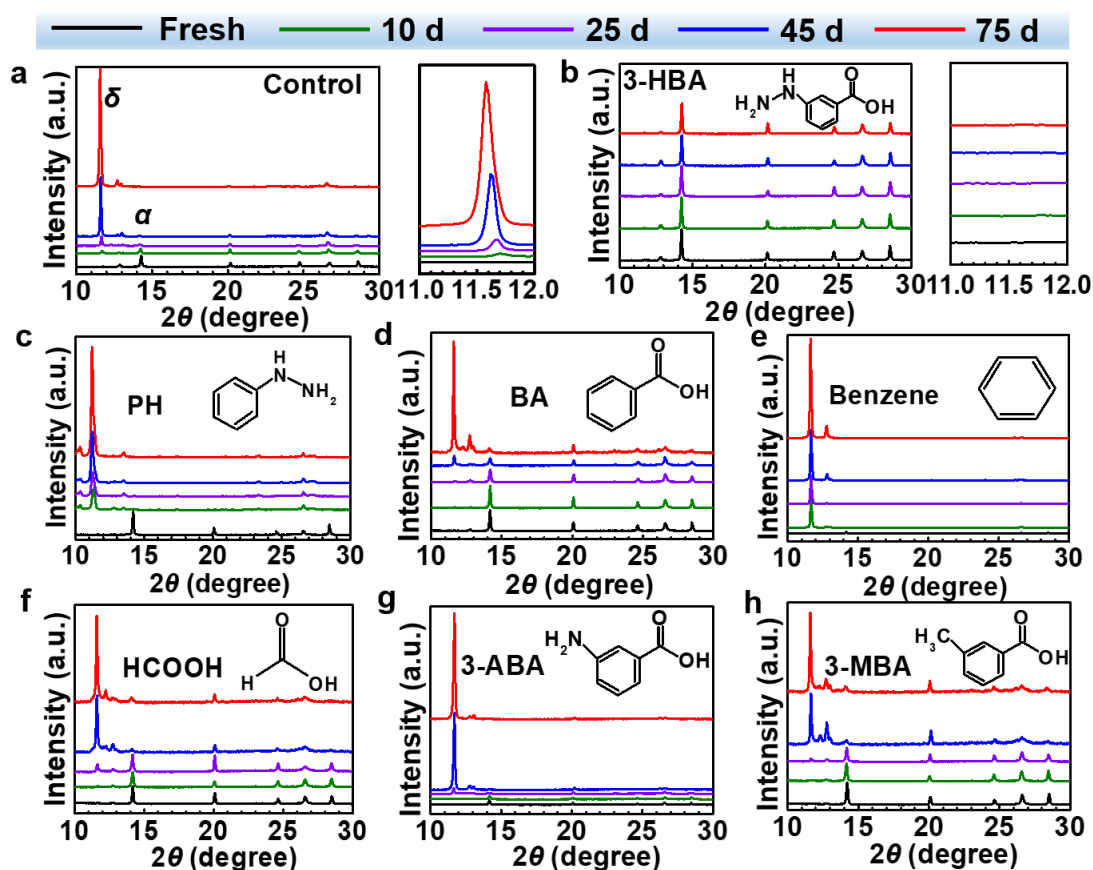 Fresh 10 d 25 d 45 d 75 d
a
Control
δ
α
Intensity (a.u.)
10 15 20 25 30
2θ (degree)
11.0 11.5 12.0
b
3-HBA
H₂N
H
N
O
OH
Intensity (a.u.)
10 15 20 25 30
2θ (degree)
11.0 11.5 12.0
c
PH
H
N
NH₂
Intensity (a.u.)
10 15 20 25 30
2θ (degree)
d
BA
O
OH
Intensity (a.u.)
10 15 20 25 30
2θ (degree)
e
Benzene
Intensity (a.u.)
10 15 20 25 30
2θ (degree)
f
HCOOH
O
H
OH
Intensity (a.u.)
10 15 20 25 30
2θ (degree)
g
3-ABA
H₂N
O
OH
Intensity (a.u.)
10 15 20 25 30
2θ (degree)
h
3-MBA
H₃C
O
OH
Intensity (a.u.)
10 15 20 25 30
2θ (degree)